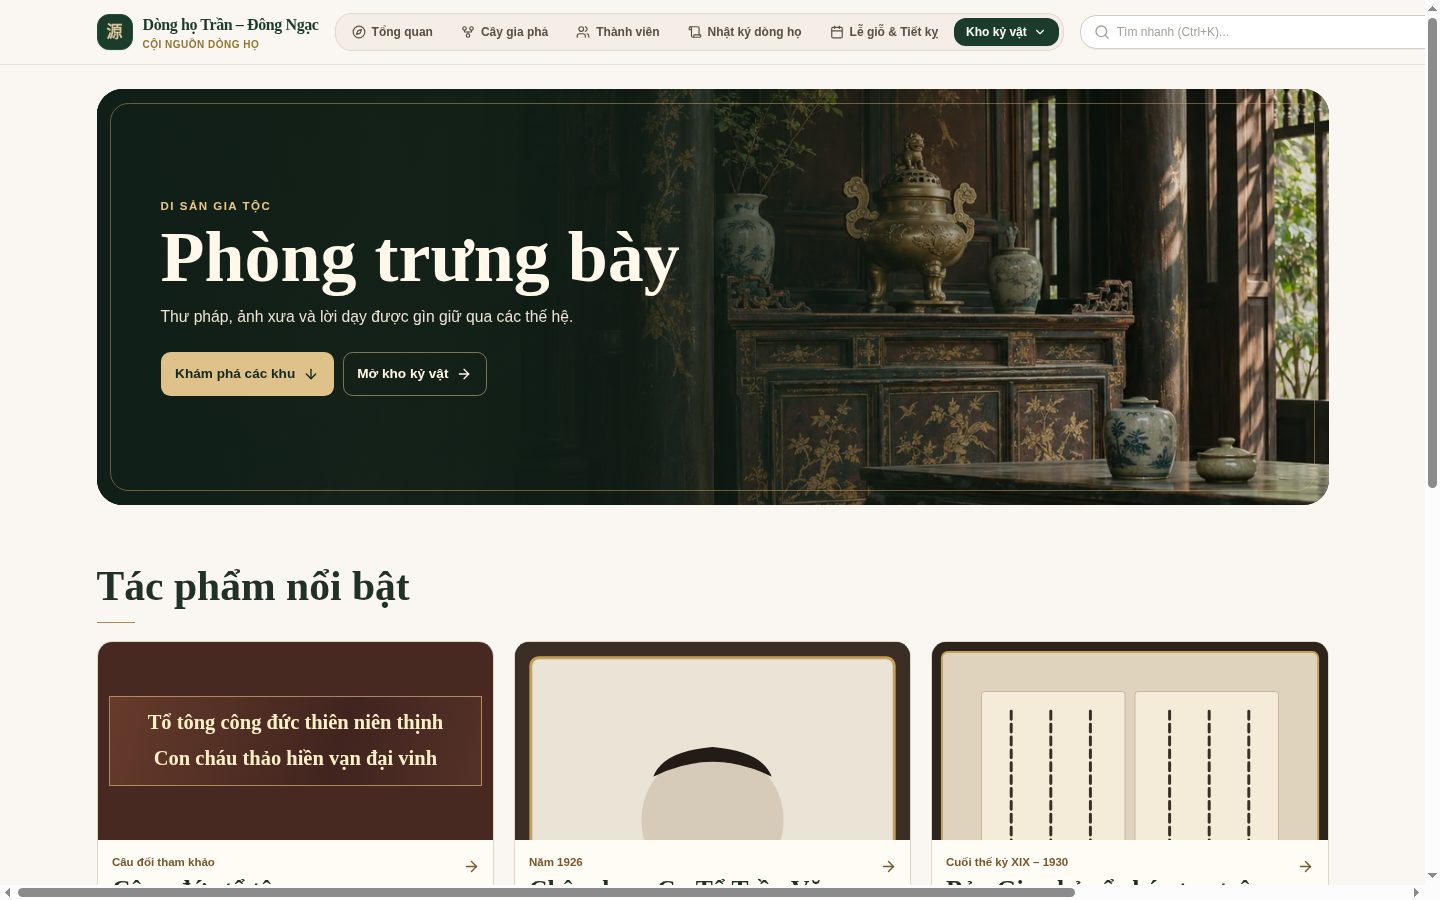 源
Dòng họ Trần – Đông Ngạc
CỘI NGUỒN DÒNG HỌ
Tổng quan
Cây gia phả
Thành viên
Nhật ký dòng họ
Lễ giỗ & Tiết kỵ
Kho kỷ vật
Tìm nhanh (Ctrl+K)...
DI SẢN GIA TỘC
Phòng trưng bày
Thư pháp, ảnh xưa và lời dạy được gìn giữ qua các thế hệ.
Khám phá các khu
Mở kho kỷ vật
Tác phẩm nổi bật
Tổ tông công đức thiên niên thịnh
Con cháu thảo hiền vạn đại vinh
Câu đối tham khảo
Năm 1926
Cuối thế kỷ XIX – 1930